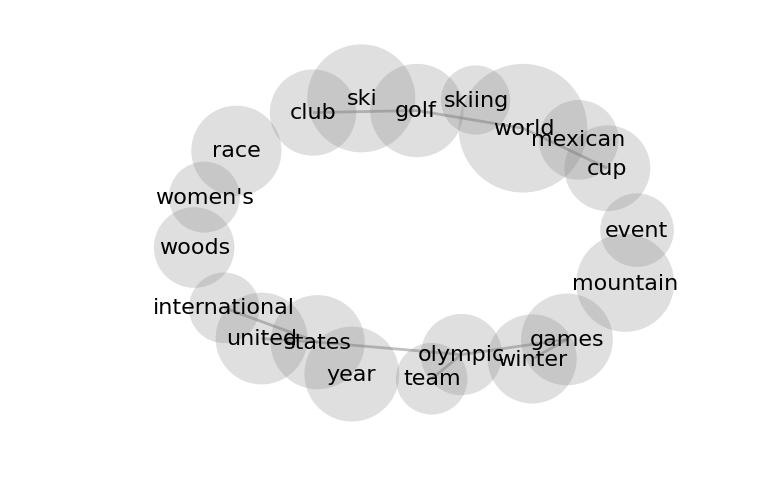 ski
skiing
golf
club
world
mexican
race
cup
women's
event
woods
mountain
international
united
states
games
olympic
winter
year
team